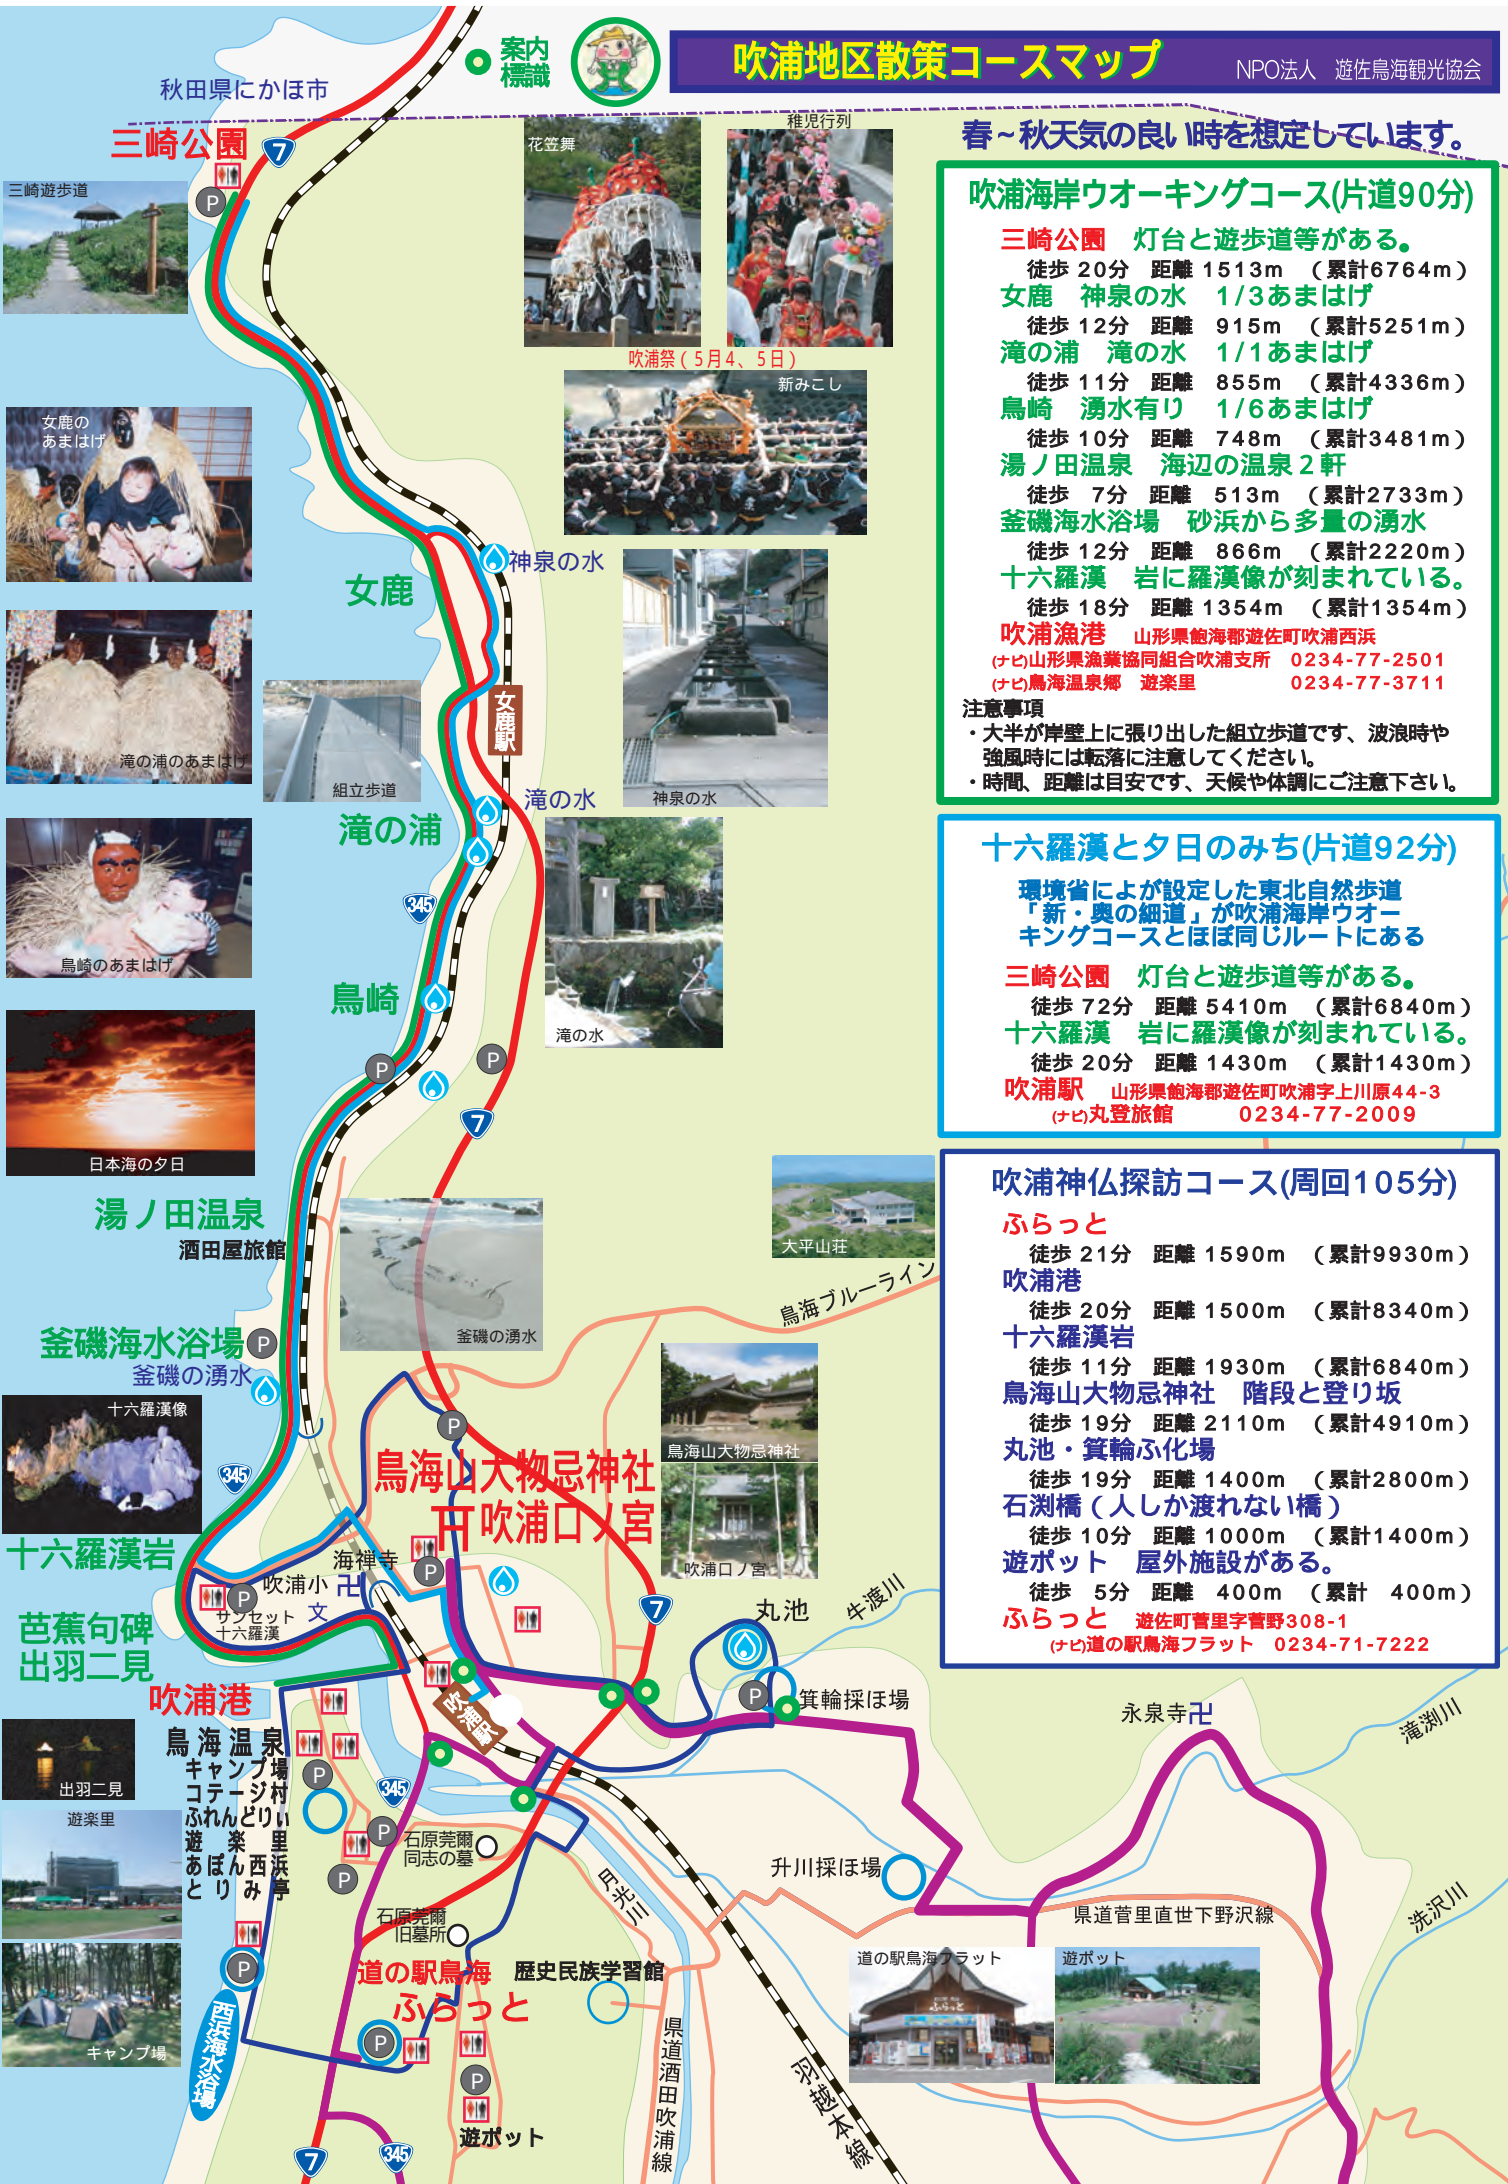 案内
標識
吹浦地区散策コースマップ
NPO法人　遊佐鳥海観光協会
秋田県にかほ市
三崎公園
7
P
三崎遊歩道
花笠舞
稚児行列
吹浦祭(5月4、5日)
新みこし
女鹿の
あまはげ
女鹿
神泉の水
滝の浦のあまはげ
組立歩道
女鹿駅
神泉の水
滝の水
滝の浦
345
滝の水
鳥崎のあまはげ
鳥崎
P
P
7
日本海の夕日
湯ノ田温泉
酒田屋旅館
釜磯の湧水
大平山荘
鳥海ブルーライン
釜磯海水浴場
P
釜磯の湧水
十六羅漢像
345
十六羅漢岩
P
鳥海山大物忌神社
吹浦口ノ宮
鳥海山大物忌神社
吹浦口ノ宮
海禅寺
吹浦小
卍
文
P
サンセット
十六羅漢
P
芭蕉句碑
出羽二見
吹浦港
7
丸池
牛渡川
P
箕輪採ほ場
吹浦駅
永泉寺卍
滝渕川
出羽二見
鳥海温泉
キャンプ場
コテージ村
ふれんどりぃ
遊楽里
あぽん西浜
とりみ亭
P
345
P
P
遊楽里
石原莞爾
同志の墓
石原莞爾
旧墓所
月光川
升川採ほ場
県道菅里直世下野沢線
洗沢川
道の駅鳥海
ふらっと
歴史民族学習館
P
P
P
キャンプ場
西浜海水浴場
遊ポット
県道酒田吹浦線
羽越本線
道の駅鳥海フラット
ふらっと
遊ポット
7
345
春~秋天気の良い時を想定しています。
吹浦海岸ウオーキングコース(片道90分)
三崎公園　灯台と遊歩道等がある。
徒歩 20分　距離 1513m　(累計6764m)
女鹿　神泉の水　1/3あまはげ
徒歩 12分　距離　915m　(累計5251m)
滝の浦　滝の水　1/1あまはげ
徒歩 11分　距離　855m　(累計4336m)
鳥崎　湧水有り　1/6あまはげ
徒歩 10分　距離　748m　(累計3481m)
湯ノ田温泉　海辺の温泉2軒
徒歩　7分　距離　513m　(累計2733m)
釜磯海水浴場　砂浜から多量の湧水
徒歩 12分　距離　866m　(累計2220m)
十六羅漢　岩に羅漢像が刻まれている。
徒歩 18分　距離 1354m　(累計1354m)
吹浦漁港　山形県飽海郡遊佐町吹浦西浜
(ナビ)山形県漁業協同組合吹浦支所　0234-77-2501
(ナビ)鳥海温泉郷　遊楽里　0234-77-3711
注意事項
・大半が岸壁上に張り出した組立歩道です、波浪時や
強風時には転落に注意してください。
・時間、距離は目安です、天候や体調にご注意下さい。
十六羅漢と夕日のみち(片道92分)
環境省によが設定した東北自然歩道
「新・奥の細道」が吹浦海岸ウオー
キングコースとほぼ同じルートにある
三崎公園　灯台と遊歩道等がある。
徒歩 72分　距離 5410m　(累計6840m)
十六羅漢　岩に羅漢像が刻まれている。
徒歩 20分　距離 1430m　(累計1430m)
吹浦駅　山形県飽海郡遊佐町吹浦字上川原44-3
(ナビ)丸登旅館　0234-77-2009
吹浦神仏探訪コース(周回105分)
ふらっと
徒歩 21分　距離 1590m　(累計9930m)
吹浦港
徒歩 20分　距離 1500m　(累計8340m)
十六羅漢岩
徒歩 11分　距離 1930m　(累計6840m)
鳥海山大物忌神社　階段と登り坂
徒歩 19分　距離 2110m　(累計4910m)
丸池・箕輪ふ化場
徒歩 19分　距離 1400m　(累計2800m)
石渕橋(人しか渡れない橋)
徒歩 10分　距離 1000m　(累計1400m)
遊ポット　屋外施設がある。
徒歩　5分　距離　400m　(累計　400m)
ふらっと　遊佐町菅里字菅野308-1
(ナビ)道の駅鳥海フラット　0234-71-7222